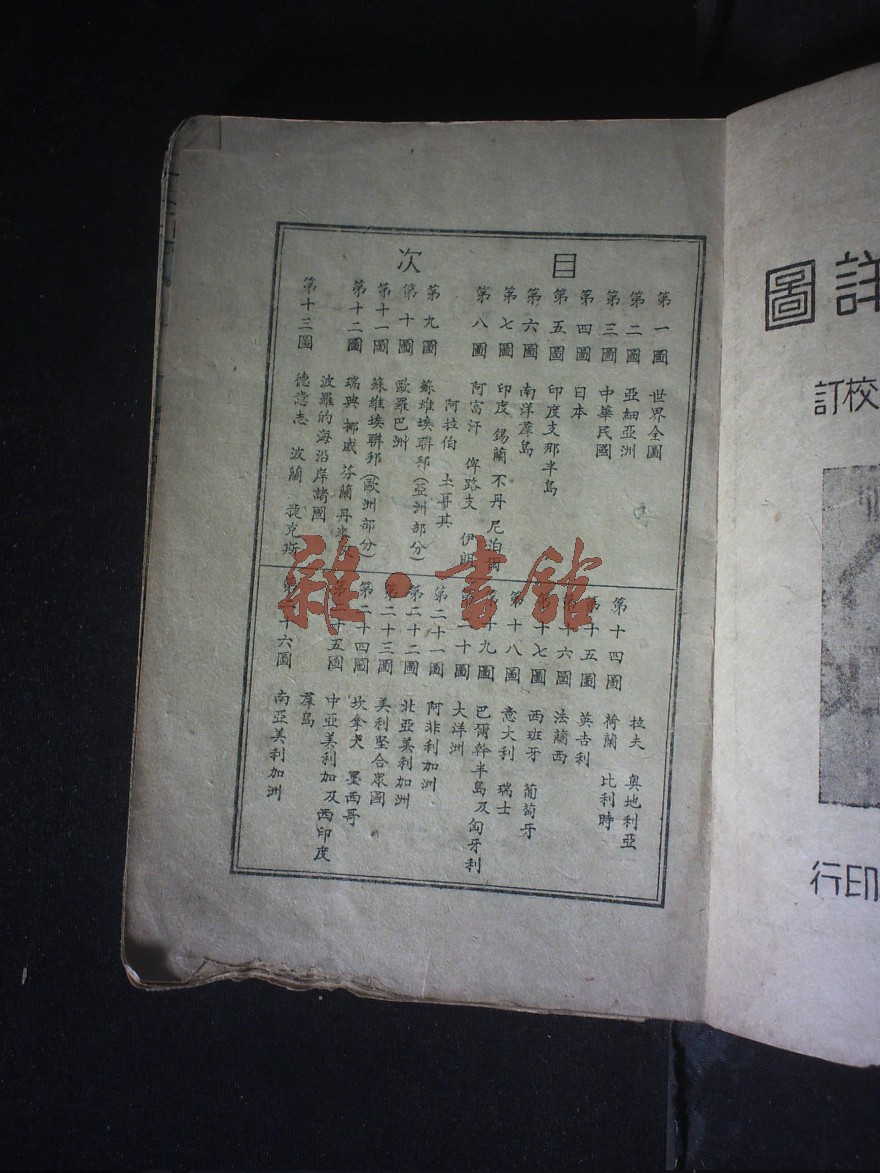 圖詳
訂校
行印
目次
第一圖 世界全圖
第二圖 亞細亞洲
第三圖 中華民國
第四圖 日本
第五圖 印度支那半島
第六圖 南洋羣島
第七圖 印度 錫蘭 不丹 尼泊爾
第八圖 阿富汗 俾路支 伊朗
阿拉伯 土耳其
第九圖 蘇維埃聯邦(亞洲部分)
第十圖 歐羅巴洲
第十一圖 蘇維埃聯邦(歐洲部分)
第十二圖 瑞典 挪威 芬蘭 丹麥
波羅的海沿岸諸國
第十三圖 德意志 波蘭 捷克斯
拉夫 奧地利亞
第十四圖 荷蘭 比利時
第十五圖 英吉利
十六圖 法蘭西
十七圖 西班牙 葡萄牙
第十八圖 意大利 瑞士
十九圖 巴爾幹半島及匈牙利
二十圖 大洋洲
第二十一圖 阿非利加洲
第二十二圖 北亞美利加洲
第二十三圖 美利堅合眾國
第二十四圖 坎拿大 墨西哥
十五圖 中亞美利加及西印度
羣島
第二十六圖 南亞美利加洲
雜·書館